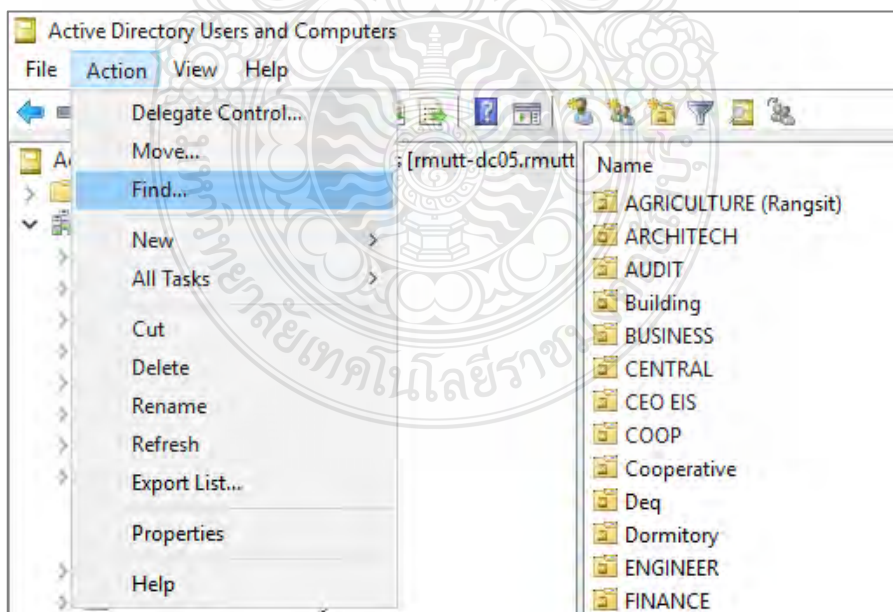 Active Directory Users and Computers
File Action View Help
Delegate Control...
Move...
Find...
New
All Tasks
Cut
Delete
Rename
Refresh
Export List...
Properties
Help
[rmutt-dc05.rmutt
Name
AGRICULTURE (Rangsit)
ARCHITECH
AUDIT
Building
BUSINESS
CENTRAL
CEO EIS
COOP
Cooperative
Deq
Dormitory
ENGINEER
FINANCE